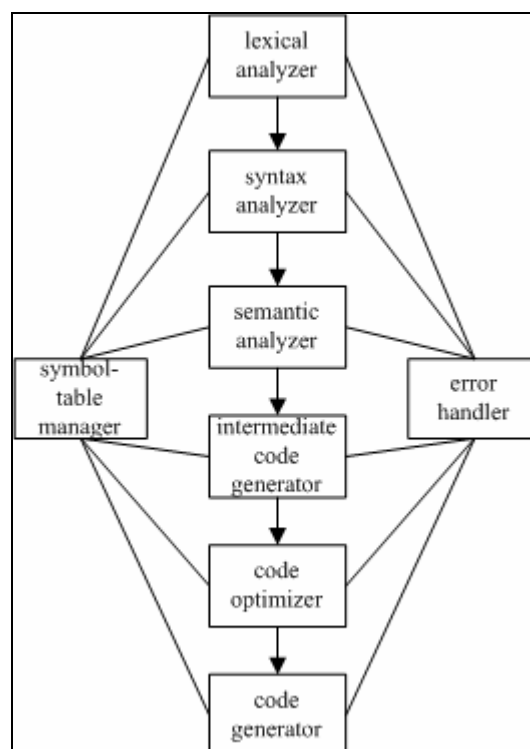 lexical
analyzer
syntax
analyzer
semantic
analyzer
symbol-
table
manager
error
handler
intermediate
code
generator
code
optimizer
code
generator